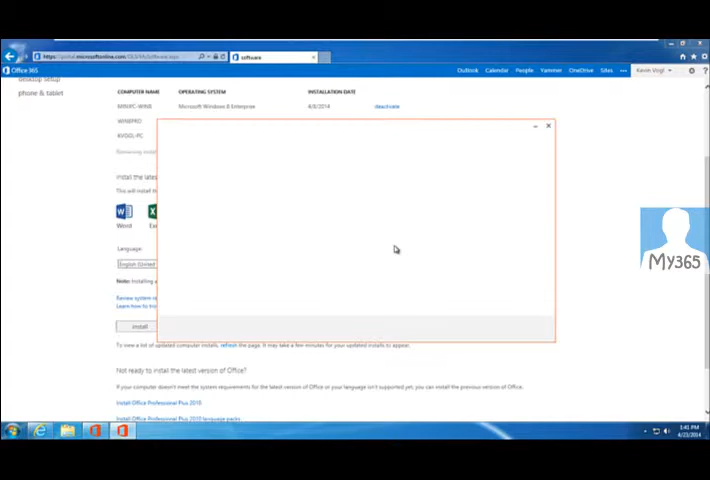 https://portal.microsoftonline.com/OLS/MySoftware.aspx
software
Office 365
Outlook Calendar People Yammer OneDrive Sites ... Kevin Vogl ?
desktop setup
phone & tablet
COMPUTER NAME OPERATING SYSTEM INSTALLATION DATE
Microsoft Windows 8 Enterprise 4/8/2014 deactivate
WIN8PRO
KVOGL-PC
Remaining install
Install the latest
This will install th
Word Ex
Language:
English (United
Note: Installing
Review system re
Learn how to
install
To view a list of updated computer installs, refresh the page. It may take a few minutes for your updated installs to appear.
Not ready to install the latest version of Office?
If your computer doesn't meet the system requirements for the latest version of Office or your language isn't supported yet, you can install the previous version of Office.
Install Office Professional Plus 2010
Install Office Professional Plus 2010 language packs
My365
1:41 PM
4/23/2014